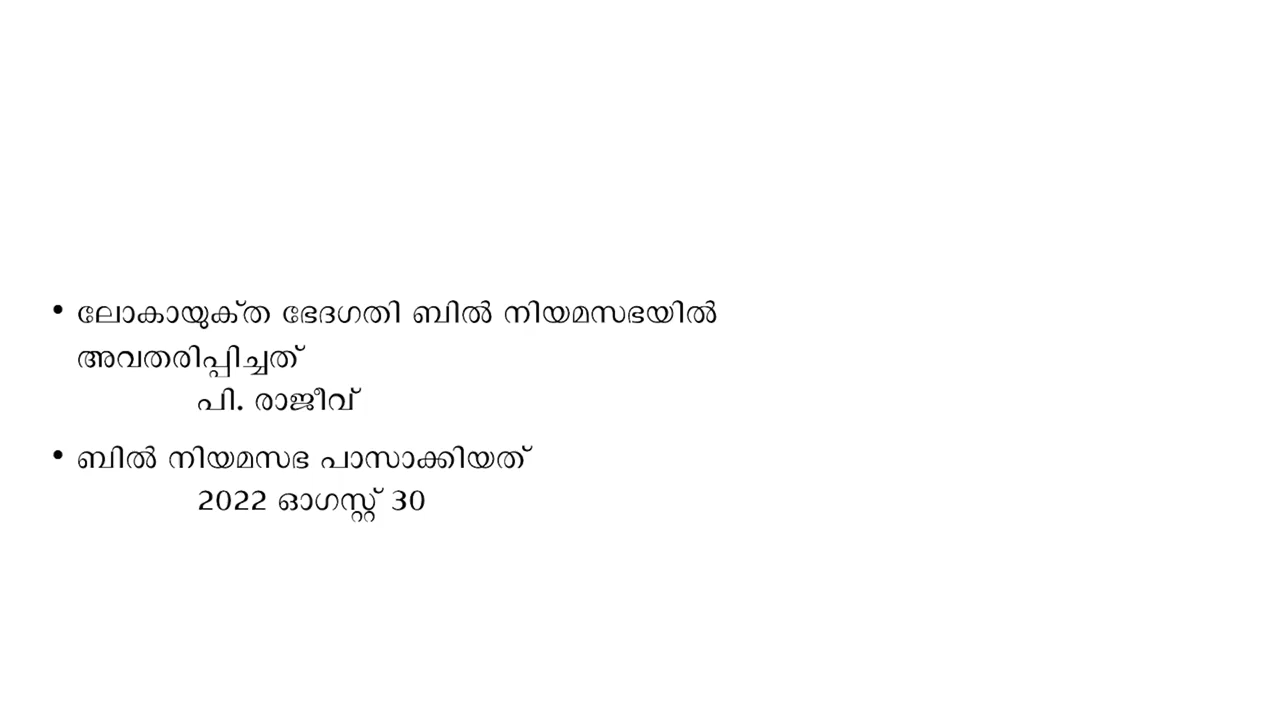 • ലോകായുക്ത ഭേദഗതി ബിൽ നിയമസഭയിൽ
അവതരിപ്പിച്ചത്
പി. രാജീവ്
• ബിൽ നിയമസഭ പാസാക്കിയത്
2022 ഓഗസ്റ്റ് 30